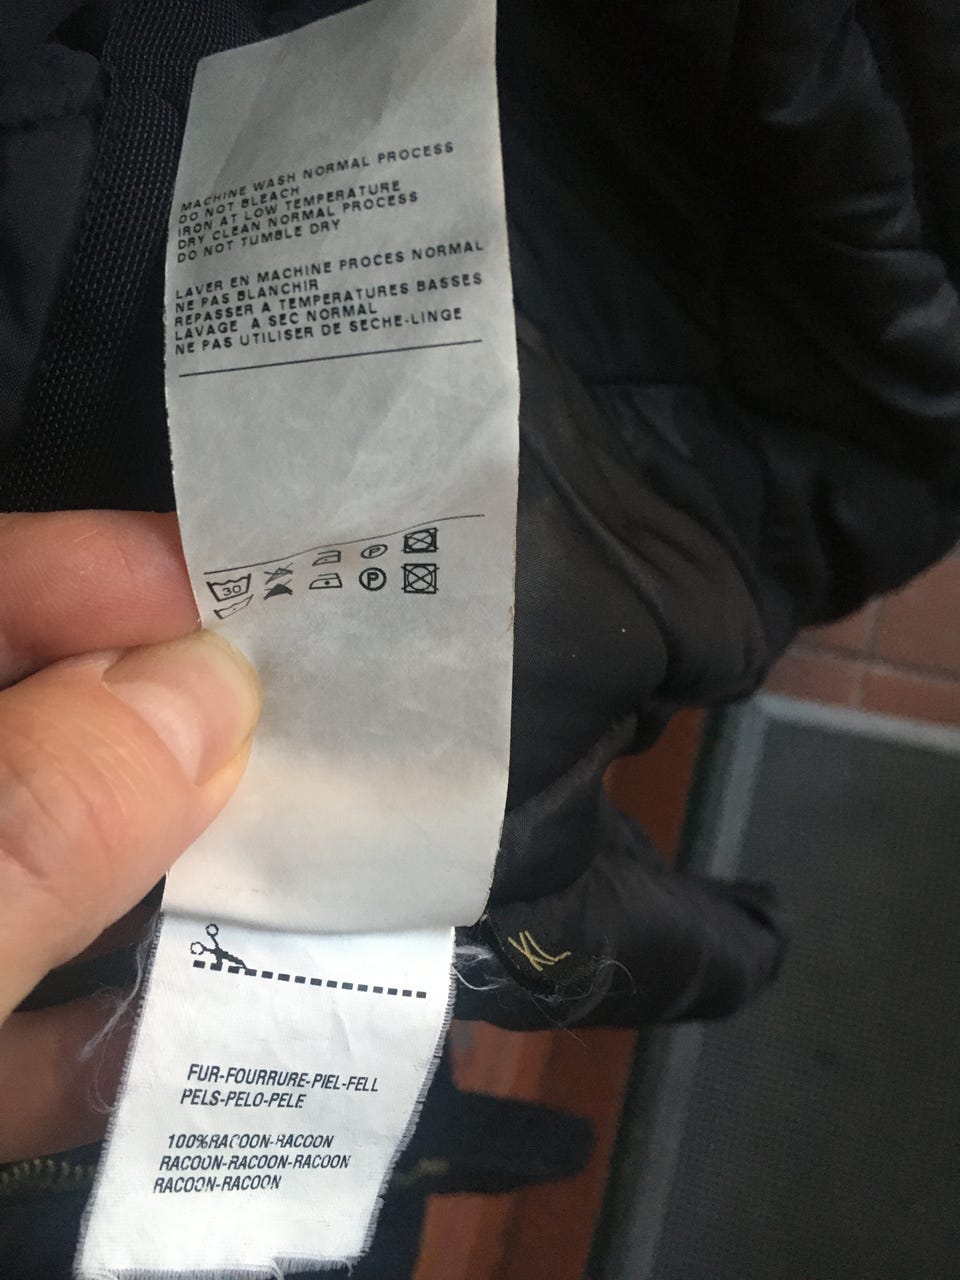 MACHINE WASH NORMAL PROCESS
DO NOT BLEACH
IRON AT LOW TEMPERATURE
DRY CLEAN NORMAL PROCESS
DO NOT TUMBLE DRY
LAVER EN MACHINE PROCES NORMAL
NE PAS BLANCHIR
REPASSER A TEMPERATURES BASSES
LAVAGE A SEC NORMAL
NE PAS UTILISER DE SECHE-LINGE
P
30 P
XL
FUR-FOURRURE-PIEL-FELL
PELS-PELO-PELE
100%RACOON-RACOON
RACOON-RACOON-RACOON
RACOON-RACOON